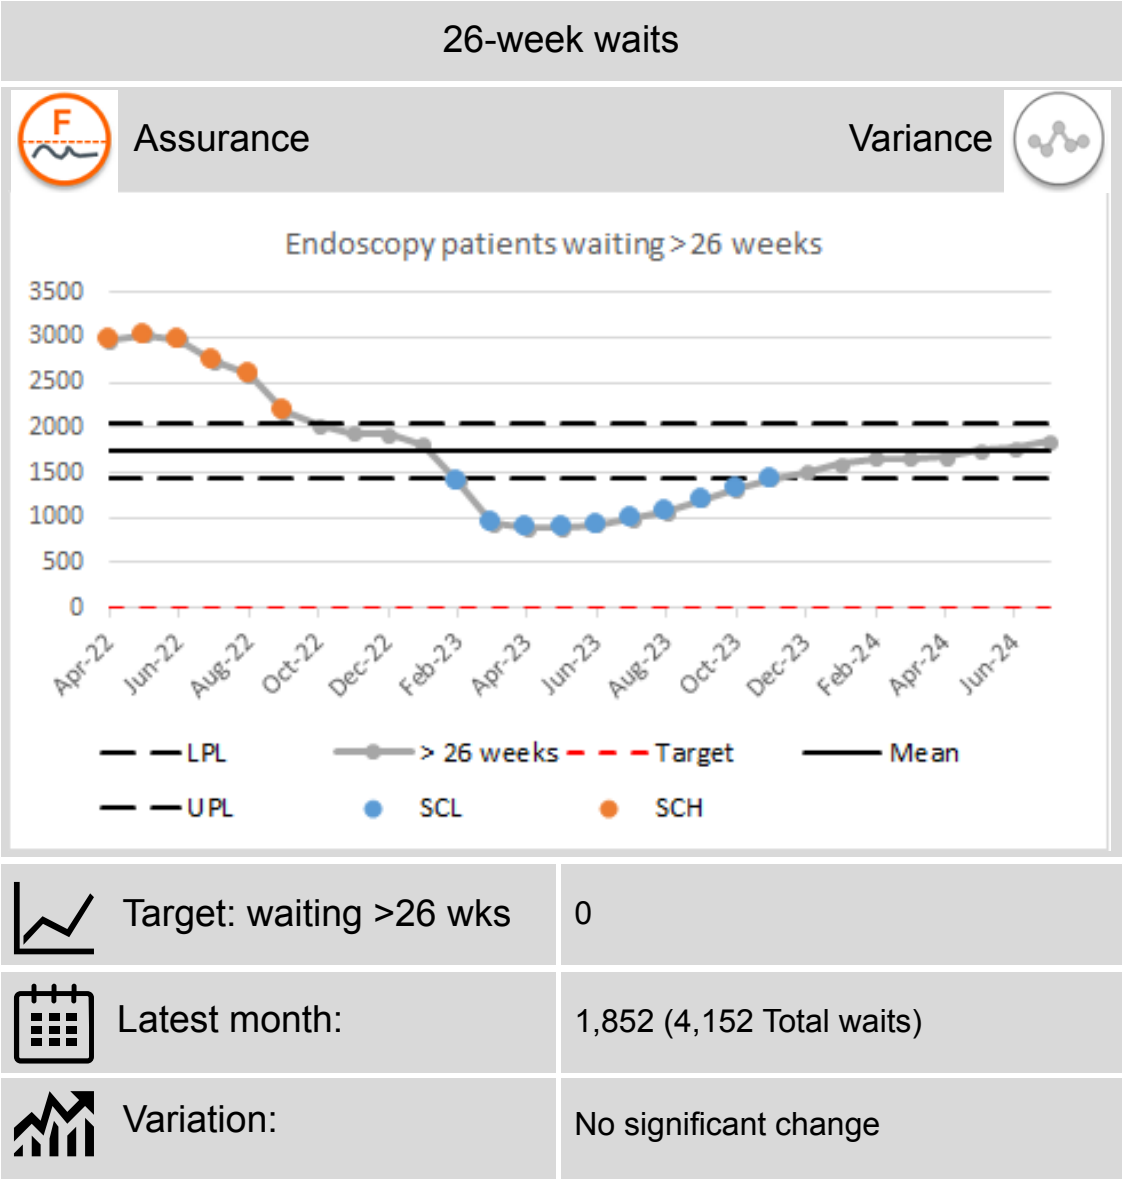 26-week waits
F
Assurance
Variance
Endoscopy patients waiting > 26 weeks
3500
3000
2500
2000
1500
1000
500
0
Apr-22 Jun-22 Aug-22 Oct-22 Dec-22 Feb-23 Apr-23 Jun-23 Aug-23 Oct-23 Dec-23 Feb-24 Apr-24 Jun-24
LPL > 26 weeks Target Mean
UPL SCL SCH
Target: waiting >26 wks 0
Latest month: 1,852 (4,152 Total waits)
Variation: No significant change